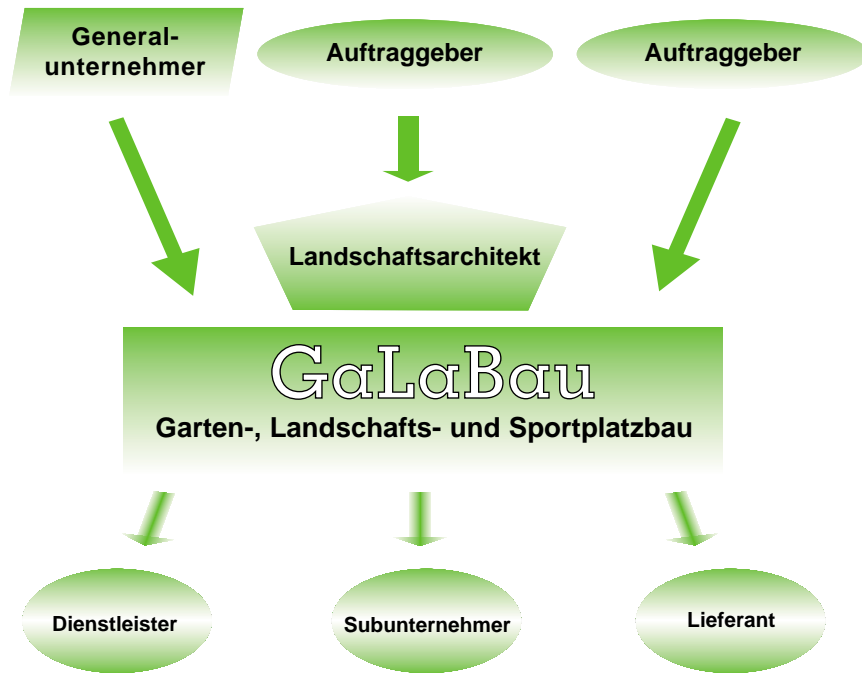 General-
unternehmer
Auftraggeber
Auftraggeber
Landschaftsarchitekt
GaLaBau
Garten-, Landschafts- und Sportplatzbau
Dienstleister
Subunternehmer
Lieferant